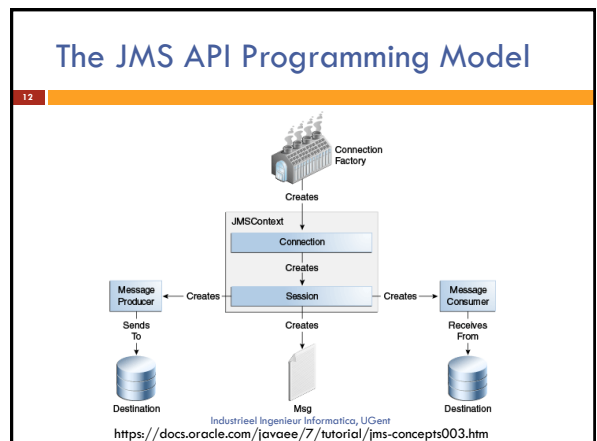 The JMS API Programming Model
12
Connection
Factory
Creates
JMSContext
Connection
Creates
Message
Producer
Creates
Session
Creates
Message
Consumer
Sends
To
Creates
Receives
From
Destination
Msg
Destination
Industrieel Ingenieur Informatica, UGent
https://docs.oracle.com/javaee/7/tutorial/jms-concepts003.htm